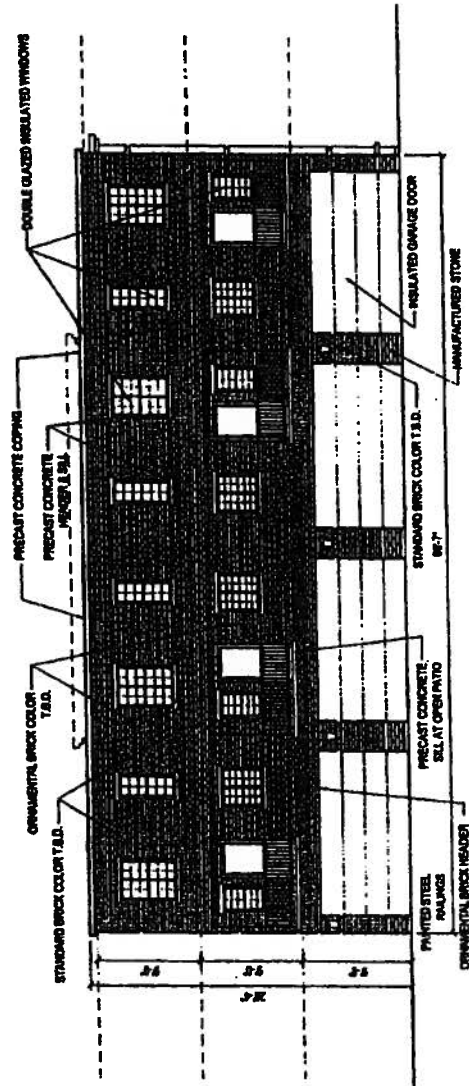 PRECAST CONCRETE COPING
DOUBLE GLAZED INSULATED WINDOWS
ORNAMENTAL BRICK COLOR
T.B.D.
PRECAST CONCRETE
HEADER & SILL
STANDARD BRICK COLOR T.B.D.
PAINTED STEEL
RAILINGS
PRECAST CONCRETE
SILL AT OPEN PATIO
STANDARD BRICK COLOR T.B.D.
INSULATED GARAGE DOOR
ORNAMENTAL BRICK HEADER
MANUFACTURED STONE